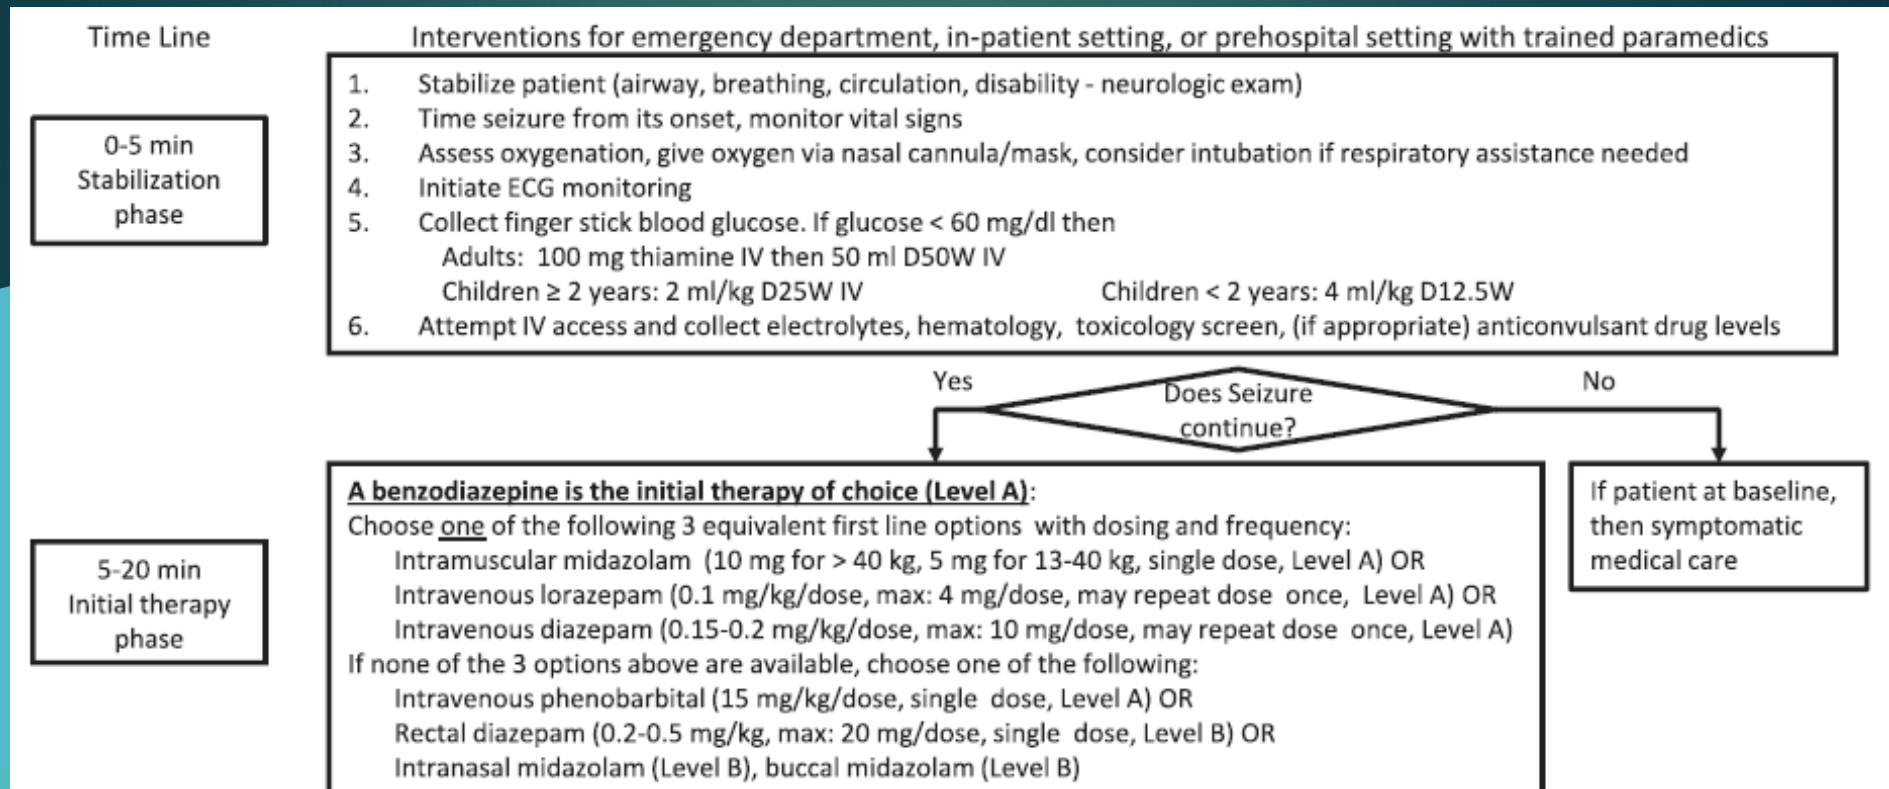 Time Line
Interventions for emergency department, in-patient setting, or prehospital setting with trained paramedics
0-5 min
Stabilization
phase
1. Stabilize patient (airway, breathing, circulation, disability - neurologic exam)
2. Time seizure from its onset, monitor vital signs
3. Assess oxygenation, give oxygen via nasal cannula/mask, consider intubation if respiratory assistance needed
4. Initiate ECG monitoring
5. Collect finger stick blood glucose. If glucose < 60 mg/dl then
Adults: 100 mg thiamine IV then 50 ml D50W IV
Children ≥ 2 years: 2 ml/kg D25W IV Children < 2 years: 4 ml/kg D12.5W
6. Attempt IV access and collect electrolytes, hematology, toxicology screen, (if appropriate) anticonvulsant drug levels
Yes
Does Seizure
continue?
No
5-20 min
Initial therapy
phase
A benzodiazepine is the initial therapy of choice (Level A):
Choose one of the following 3 equivalent first line options with dosing and frequency:
Intramuscular midazolam (10 mg for > 40 kg, 5 mg for 13-40 kg, single dose, Level A) OR
Intravenous lorazepam (0.1 mg/kg/dose, max: 4 mg/dose, may repeat dose once, Level A) OR
Intravenous diazepam (0.15-0.2 mg/kg/dose, max: 10 mg/dose, may repeat dose once, Level A)
If none of the 3 options above are available, choose one of the following:
Intravenous phenobarbital (15 mg/kg/dose, single dose, Level A) OR
Rectal diazepam (0.2-0.5 mg/kg, max: 20 mg/dose, single dose, Level B) OR
Intranasal midazolam (Level B), buccal midazolam (Level B)
If patient at baseline,
then symptomatic
medical care